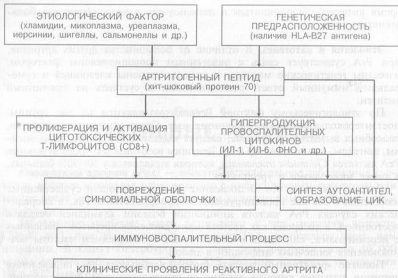 ЭТИОЛОГИЧЕСКИЙ ФАКТОР
(хламидии, микоплазма, уреаплазма,
иерсинии, шигеллы, сальмонеллы и др.)
ГЕНЕТИЧЕСКАЯ
ПРЕДРАСПОЛОЖЕННОСТЬ
(наличие HLA-B27 антигена)
АРТРИТОГЕННЫЙ ПЕПТИД
(хит-шоковый протеин 70)
ПРОЛИФЕРАЦИЯ И АКТИВАЦИЯ
ЦИТОТОКСИЧЕСКИХ
Т-ЛИМФОЦИТОВ (CD8+)
ГИПЕРПРОДУКЦИЯ
ПРОВОСПАЛИТЕЛЬНЫХ
ЦИТОКИНОВ
(ИЛ-1, ИЛ-6, ФНО и др.)
ПОВРЕЖДЕНИЕ
СИНОВИАЛЬНОЙ ОБОЛОЧКИ
СИНТЕЗ АУТОАНТИТЕЛ,
ОБРАЗОВАНИЕ ЦИК
ИММУНОВОСПАЛИТЕЛЬНЫЙ ПРОЦЕСС
КЛИНИЧЕСКИЕ ПРОЯВЛЕНИЯ РЕАКТИВНОГО АРТРИТА